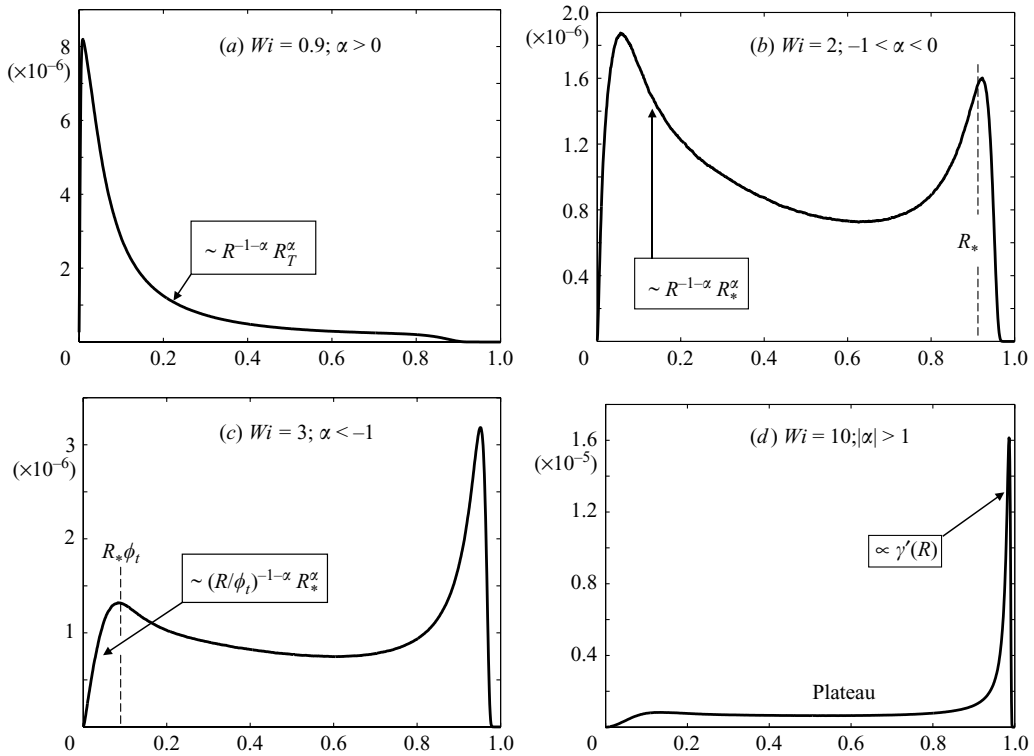 (a) Wi = 0.9; α > 0
8
(×10⁻⁶)
6
4
2
0 0.2 0.4 0.6 0.8 1.0
~ R⁻¹⁻ᵅ R_T^α
2.0
(×10⁻⁶)
(b) Wi = 2; –1 < α < 0
1.6
1.2
0.8
0.4
R_*
~ R⁻¹⁻ᵅ R_*^α
0 0.2 0.4 0.6 0.8 1.0
(c) Wi = 3; α < –1
3
(×10⁻⁶)
2
1
R_*ϕ_t
~ (R/ϕ_t)⁻¹⁻ᵅ R_*^α
0 0.2 0.4 0.6 0.8 1.0
(d) Wi = 10;|α| > 1
1.6
(×10⁻⁵)
1.2
0.8
0.4
∝ γ′(R)
Plateau
0 0.2 0.4 0.6 0.8 1.0